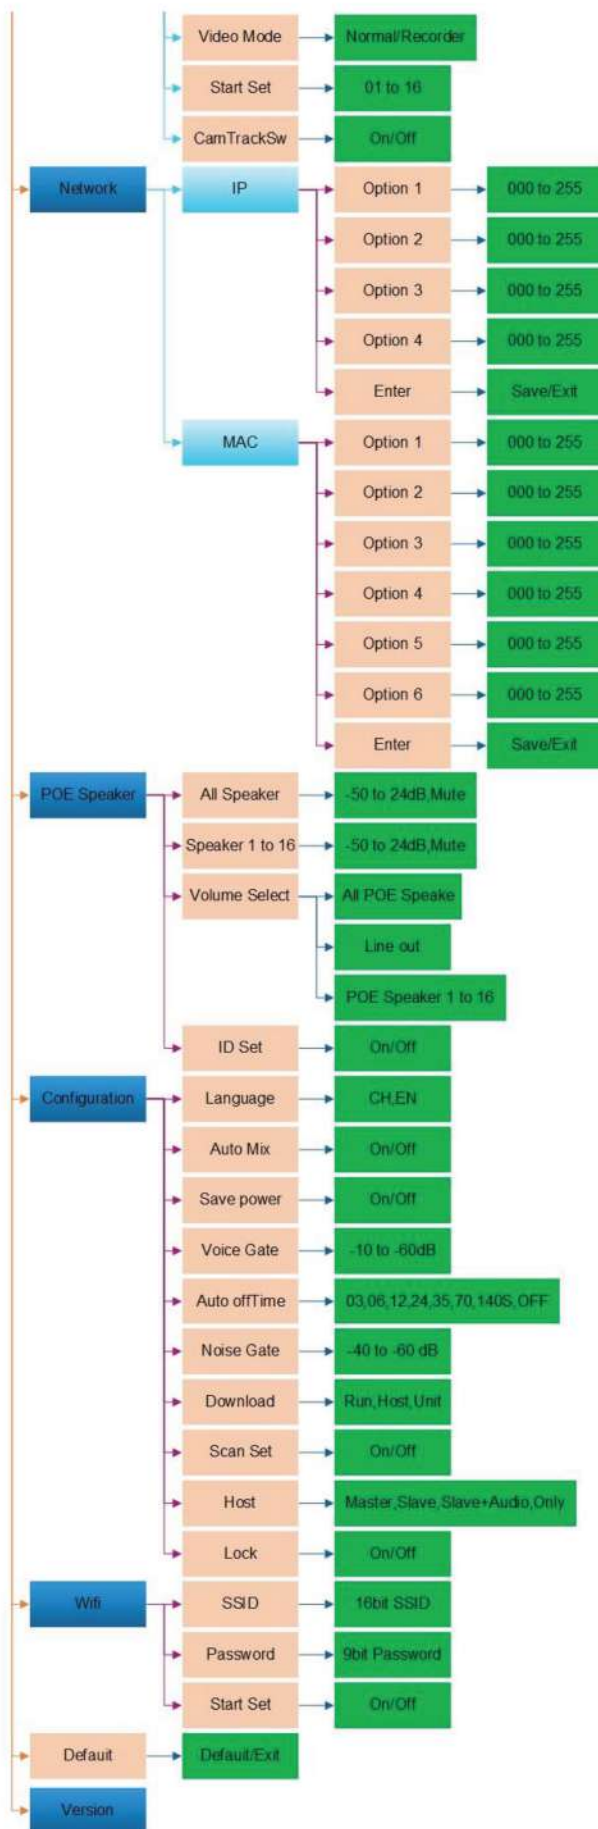 Video Mode Normal/Recorder
Start Set 01 to 16
CamTrackSw On/Off
Network IP Option 1 000 to 255
Option 2 000 to 255
Option 3 000 to 255
Option 4 000 to 255
Enter Save/Exit
MAC Option 1 000 to 255
Option 2 000 to 255
Option 3 000 to 255
Option 4 000 to 255
Option 5 000 to 255
Option 6 000 to 255
Enter Save/Exit
POE Speaker All Speaker -50 to 24dB,Mute
Speaker 1 to 16 -50 to 24dB,Mute
Volume Select All POE Speake
Line out
POE Speaker 1 to 16
ID Set On/Off
Configuration Language CH,EN
Auto Mix On/Off
Save power On/Off
Voice Gate -10 to -60dB
Auto offTime 03,06,12,24,35,70,140S,OFF
Noise Gate -40 to -60 dB
Download Run,Host,Unit
Scan Set On/Off
Host Master,Slave,Slave+Audio,Only
Lock On/Off
Wifi SSID 16bit SSID
Password 9bit Password
Start Set On/Off
Defauit Default/Exit
Version